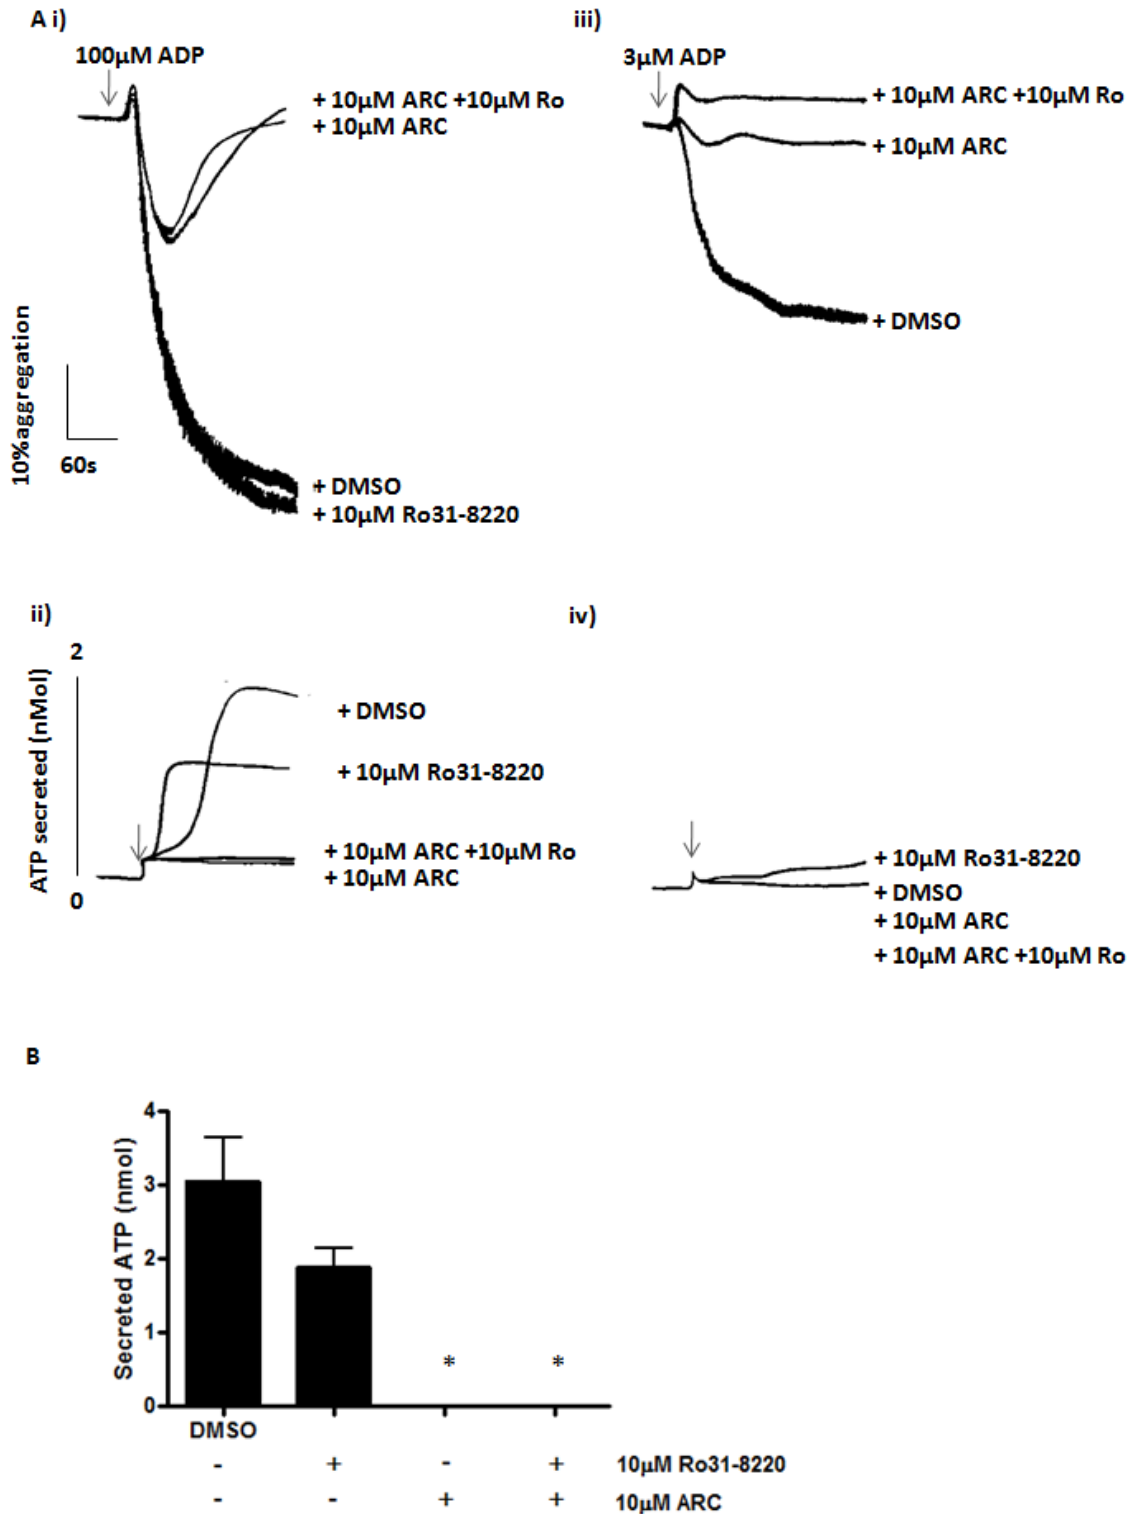 A i)
100µM ADP
+ 10µM ARC +10µM Ro
+ 10µM ARC
10%aggregation
60s
+ DMSO
+ 10µM Ro31-8220
iii)
3µM ADP
+ 10µM ARC +10µM Ro
+ 10µM ARC
+ DMSO
ii)
2
ATP secreted (nMol)
0
+ DMSO
+ 10µM Ro31-8220
+ 10µM ARC +10µM Ro
+ 10µM ARC
iv)
+ 10µM Ro31-8220
+ DMSO
+ 10µM ARC
+ 10µM ARC +10µM Ro
B
Secreted ATP (nmol)
4
3
2
1
0
* *
DMSO
- + - + 10µM Ro31-8220
- - + + 10µM ARC